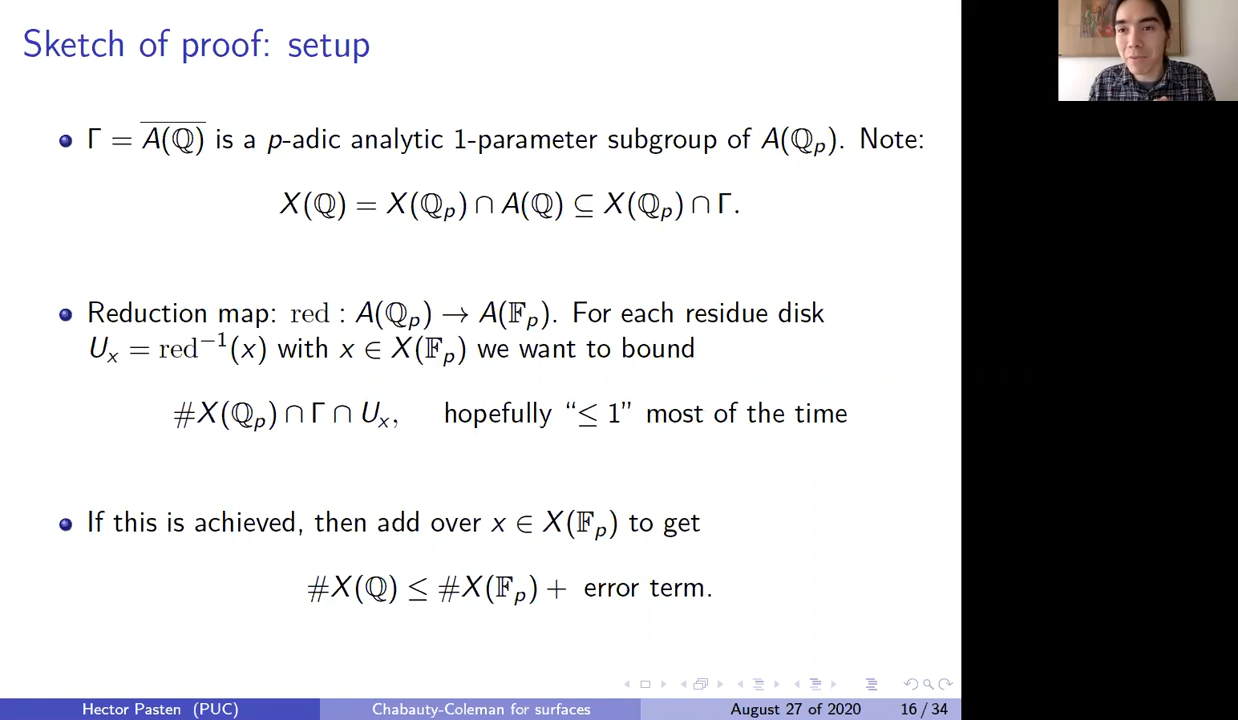 Sketch of proof: setup
Γ = \overline{A(ℚ)} is a p-adic analytic 1-parameter subgroup of A(ℚ_p). Note:
X(ℚ) = X(ℚ_p) ∩ A(ℚ) ⊆ X(ℚ_p) ∩ Γ.
Reduction map: red : A(ℚ_p) → A(𝔽_p). For each residue disk
U_x = red⁻¹(x) with x ∈ X(𝔽_p) we want to bound
#X(ℚ_p) ∩ Γ ∩ U_x, hopefully “≤ 1” most of the time
If this is achieved, then add over x ∈ X(𝔽_p) to get
#X(ℚ) ≤ #X(𝔽_p) + error term.
Hector Pasten (PUC) Chabauty-Coleman for surfaces August 27 of 2020 16 / 34